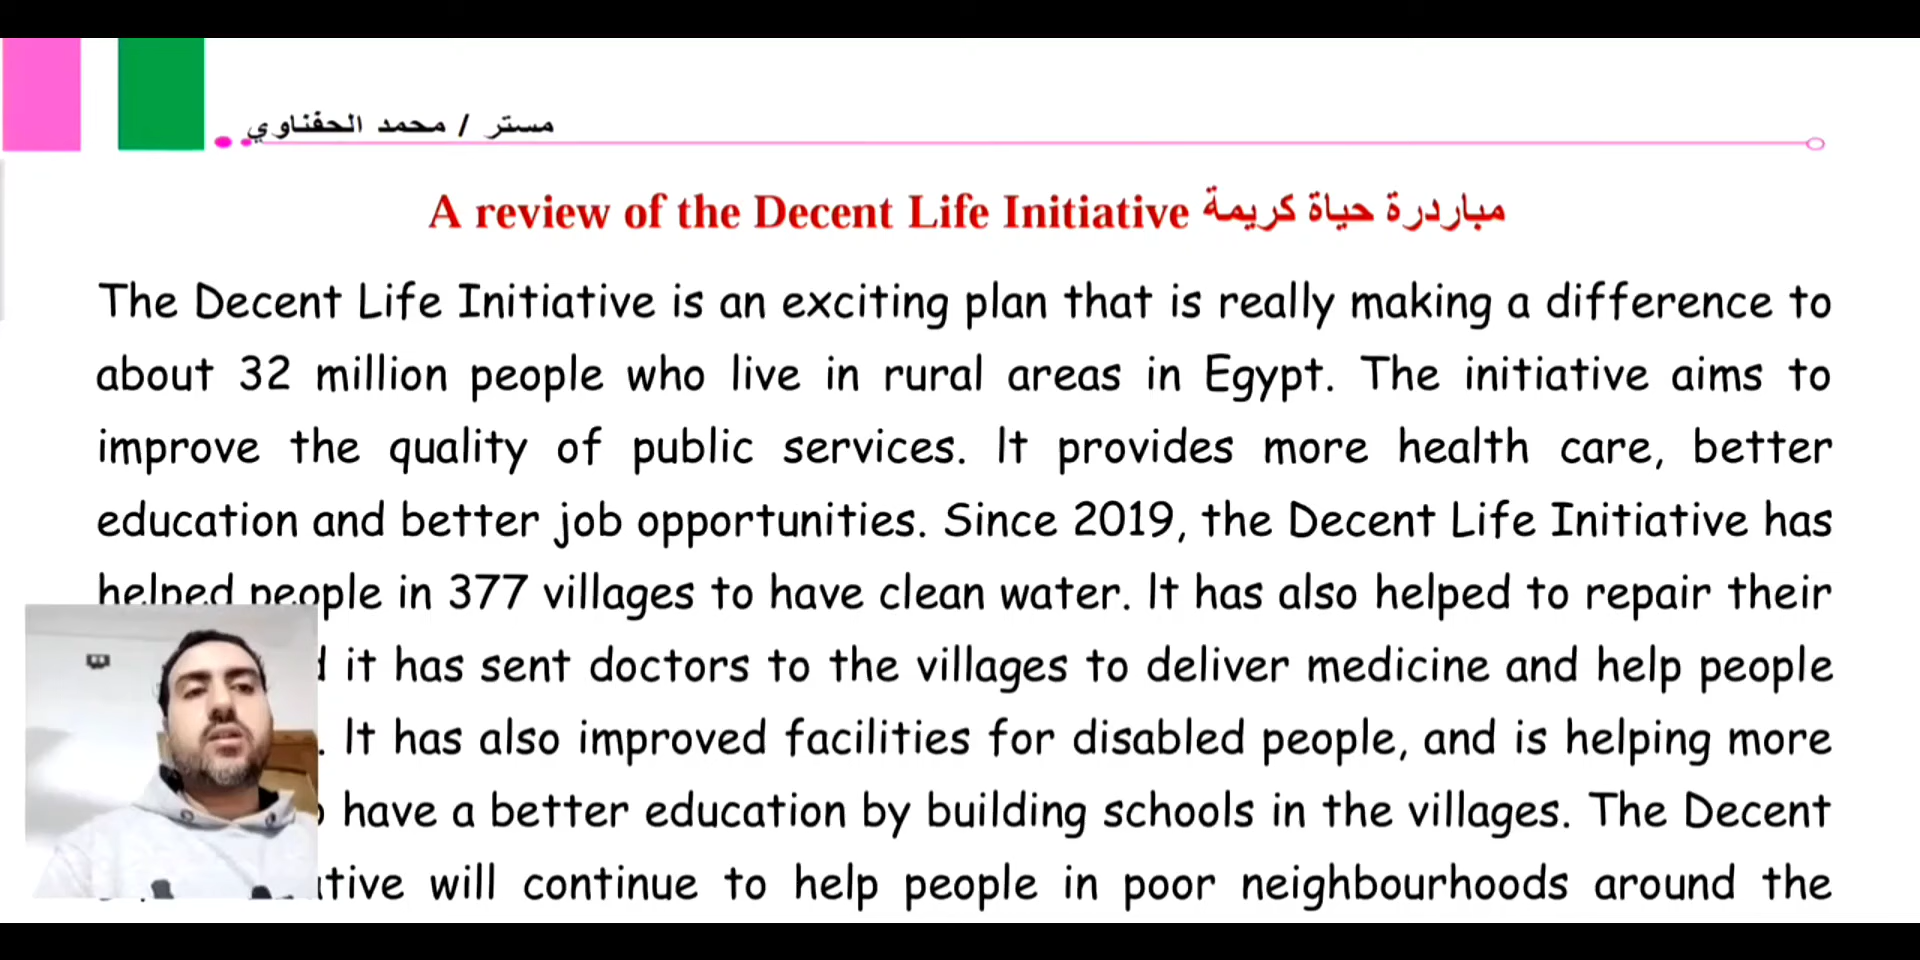 مستر / محمد الحفناوي
A review of the Decent Life Initiative مباردرة حياة كريمة
The Decent Life Initiative is an exciting plan that is really making a difference to
about 32 million people who live in rural areas in Egypt. The initiative aims to
improve the quality of public services. It provides more health care, better
education and better job opportunities. Since 2019, the Decent Life Initiative has
helped people in 377 villages to have clean water. It has also helped to repair their
it has sent doctors to the villages to deliver medicine and help people
. It has also improved facilities for disabled people, and is helping more
have a better education by building schools in the villages. The Decent
will continue to help people in poor neighbourhoods around the